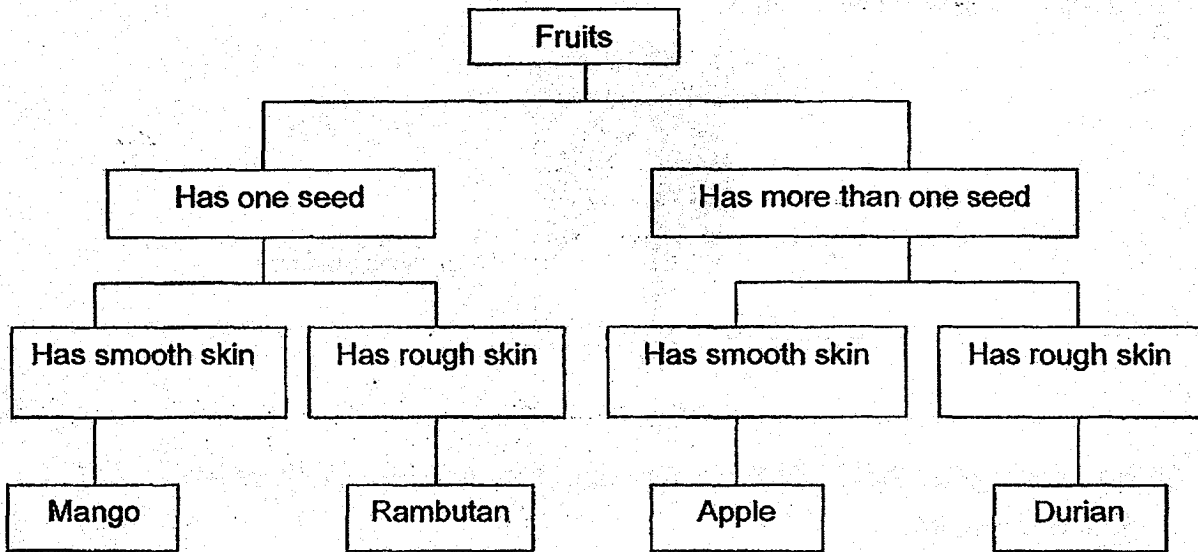 Fruits
Has one seed
Has more than one seed
Has smooth skin
Has rough skin
Has smooth skin
Has rough skin
Mango
Rambutan
Apple
Durian